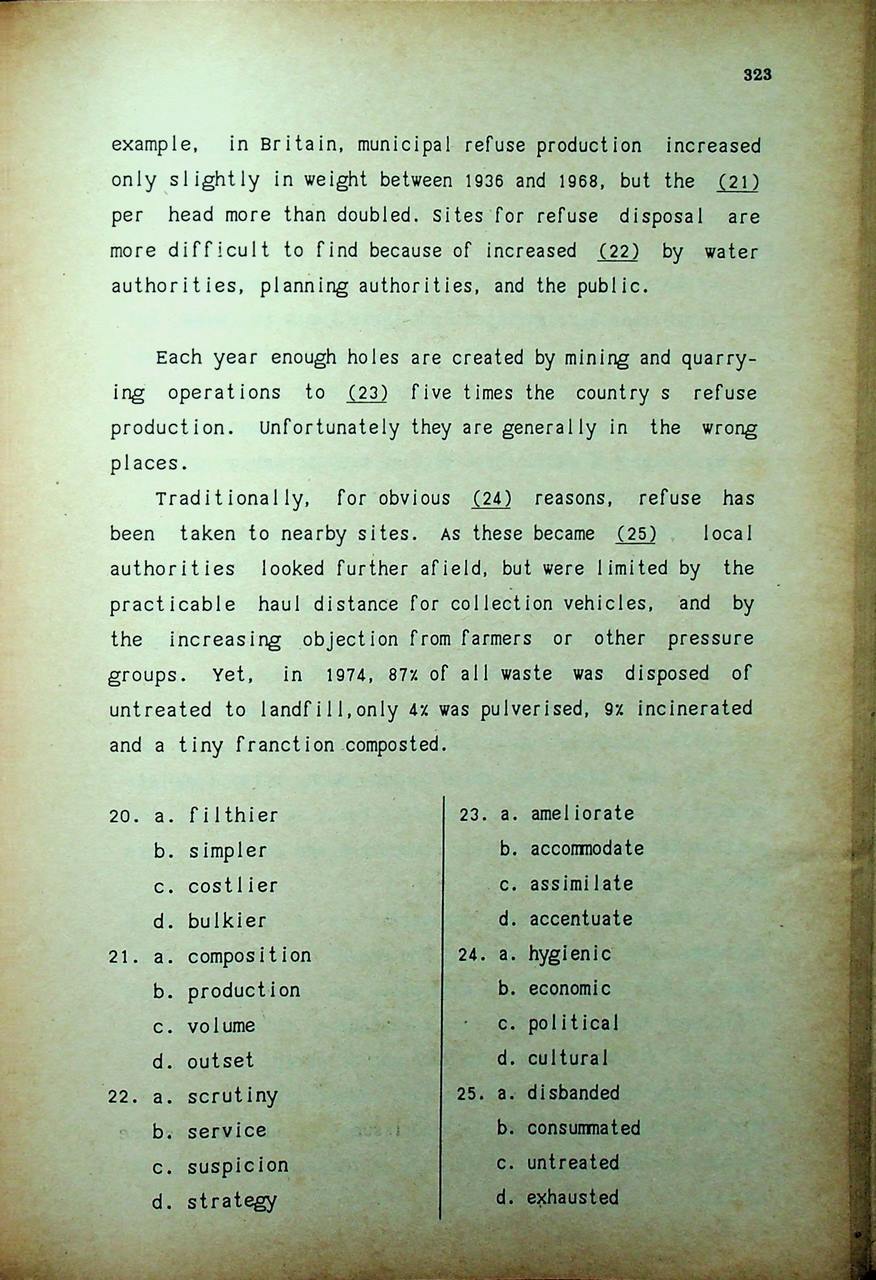 323
example, in Britain, municipal refuse production increased
only slightly in weight between 1936 and 1968, but the (21)
per head more than doubled. Sites for refuse disposal are
more difficult to find because of increased (22) by water
authorities, planning authorities, and the public.
Each year enough holes are created by mining and quarry-
ing operations to (23) five times the country s refuse
production. Unfortunately they are generally in the wrong
places.
Traditionally, for obvious (24) reasons, refuse has
been taken to nearby sites. As these became (25) local
authorities looked further afield, but were limited by the
practicable haul distance for collection vehicles, and by
the increasing objection from farmers or other pressure
groups. Yet, in 1974, 87% of all waste was disposed of
untreated to landfill,only 4% was pulverised, 9% incinerated
and a tiny franction composted.
20. a. filthier
b. simpler
c. costlier
d. bulkier
21. a. composition
b. production
c. volume
d. outset
22. a. scrutiny
b. service
c. suspicion
d. strategy
23. a. ameliorate
b. accommodate
c. assimilate
d. accentuate
24. a. hygienic
b. economic
c. political
d. cultural
25. a. disbanded
b. consummated
c. untreated
d. exhausted